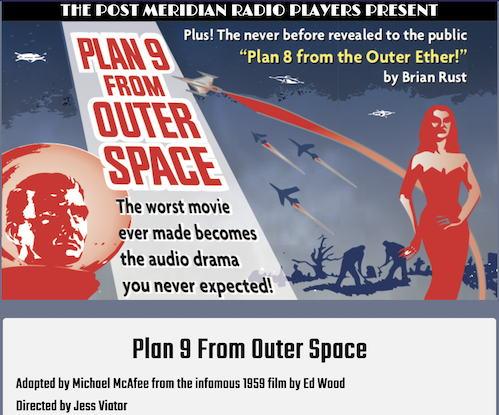 THE POST MERIDIAN RADIO PLAYERS PRESENT
Plus! The never before revealed to the public
"Plan 8 from the Outer Ether!"
by Brian Rust
PLAN 9
FROM
OUTER
SPACE
The worst movie
ever made becomes
the audio drama
you never expected!
Plan 9 From Outer Space
Adapted by Michael McAfee from the infamous 1959 film by Ed Wood
Directed by Jess Viator